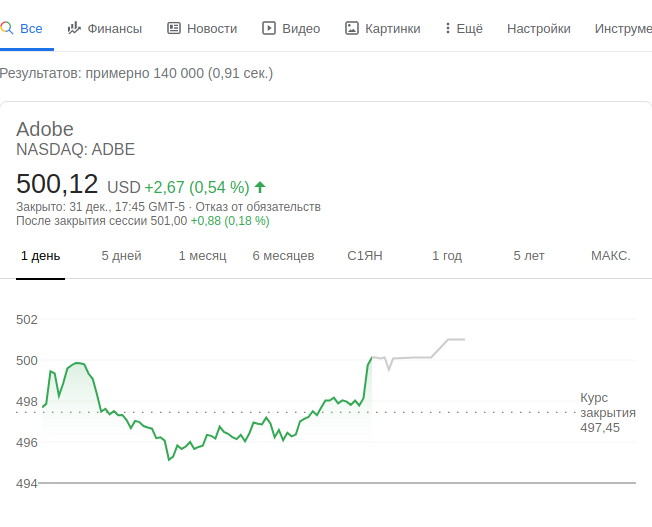 Все Финансы Новости Видео Картинки Ещё Настройки Инструме
Результатов: примерно 140 000 (0,91 сек.)
Adobe
NASDAQ: ADBE
500,12 USD +2,67 (0,54 %)
Закрыто: 31 дек., 17:45 GMT-5 · Отказ от обязательств
После закрытия сессии 501,00 +0,88 (0,18 %)
1 день 5 дней 1 месяц 6 месяцев С1ЯН 1 год 5 лет МАКС.
502
500
498
496
494
Курс
закрытия
497,45